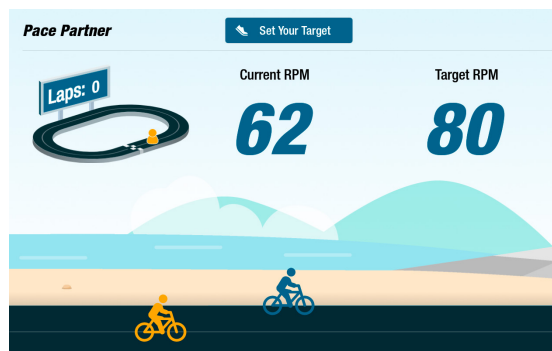 Pace Partner
Set Your Target
Laps: 0
Current RPM
Target RPM
62
80